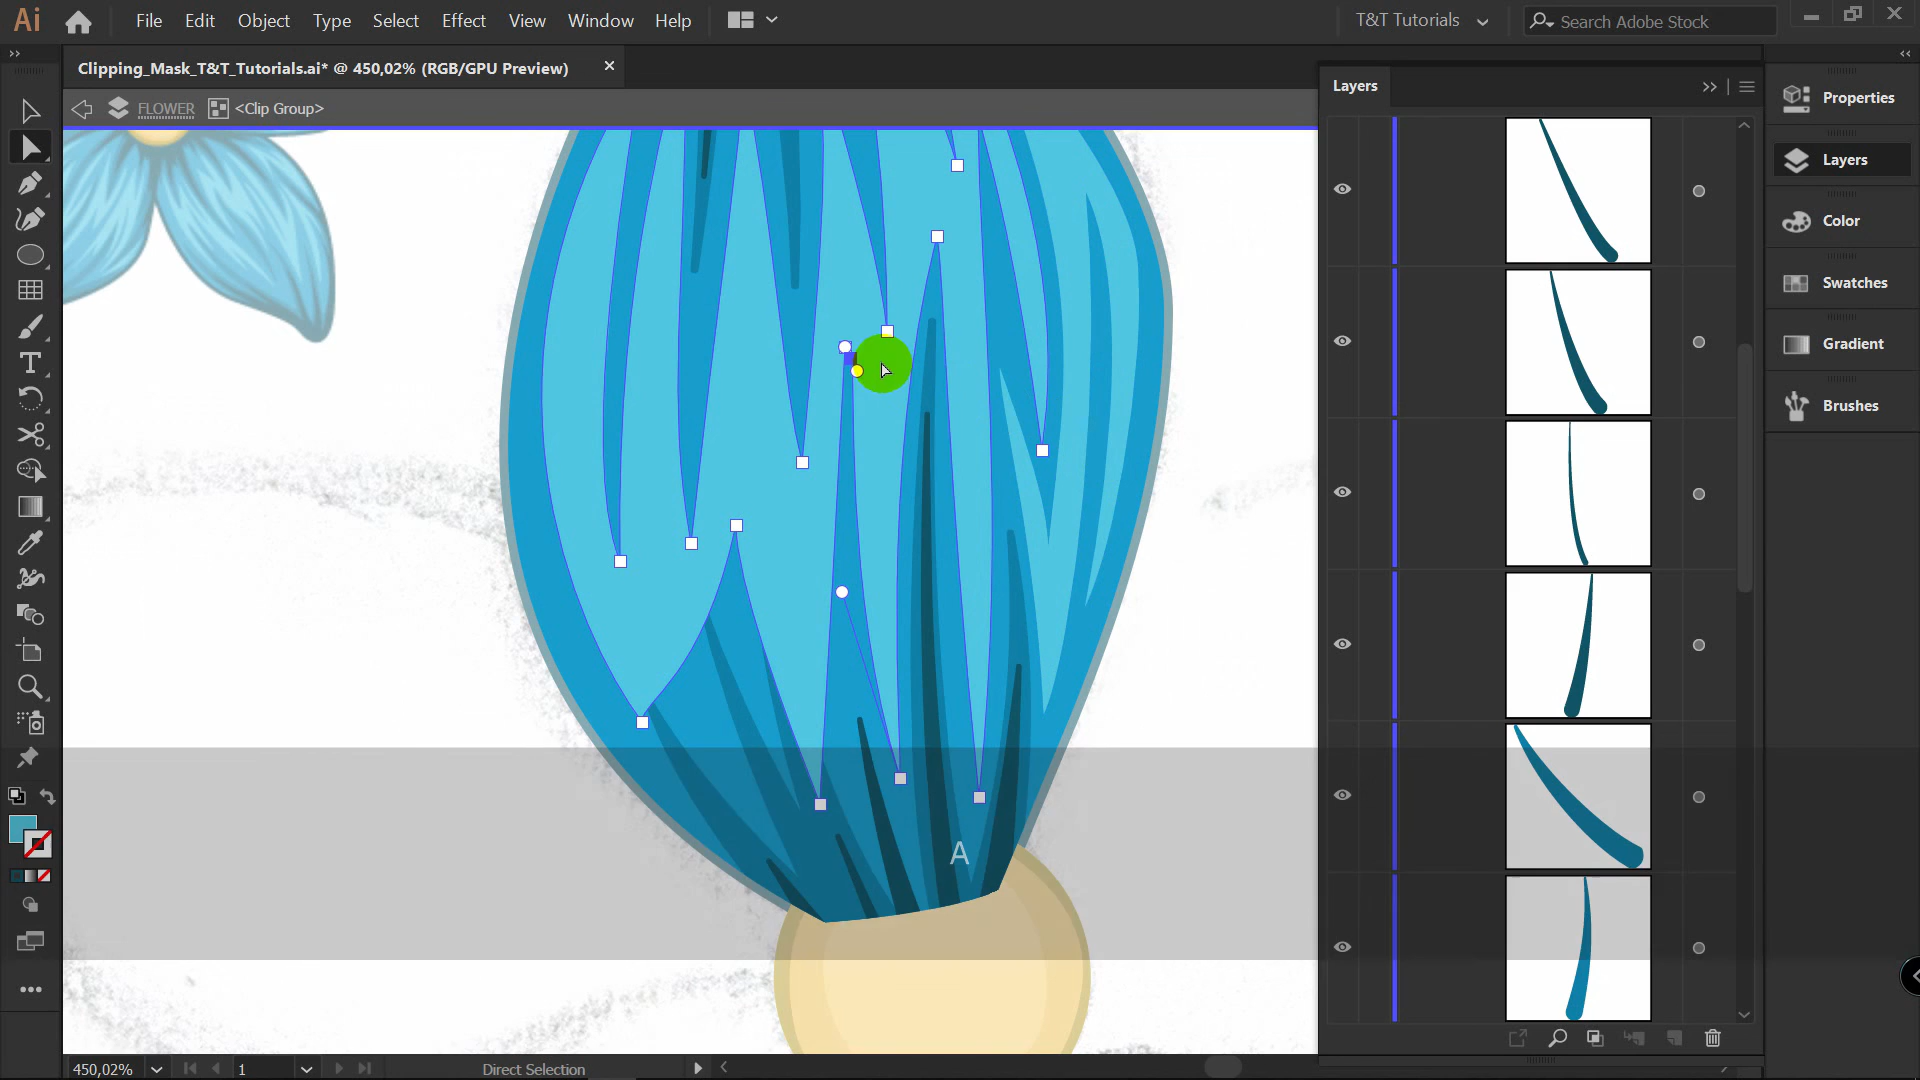 Ai File Edit Object Type Select Effect View Window Help T&T Tutorials Search Adobe Stock
Clipping_Mask_T&T_Tutorials.ai* @ 450,02% (RGB/GPU Preview)
FLOWER <Clip Group>
Layers
Properties
Layers
Color
Swatches
Gradient
Brushes
A
450,02% 1 Direct Selection